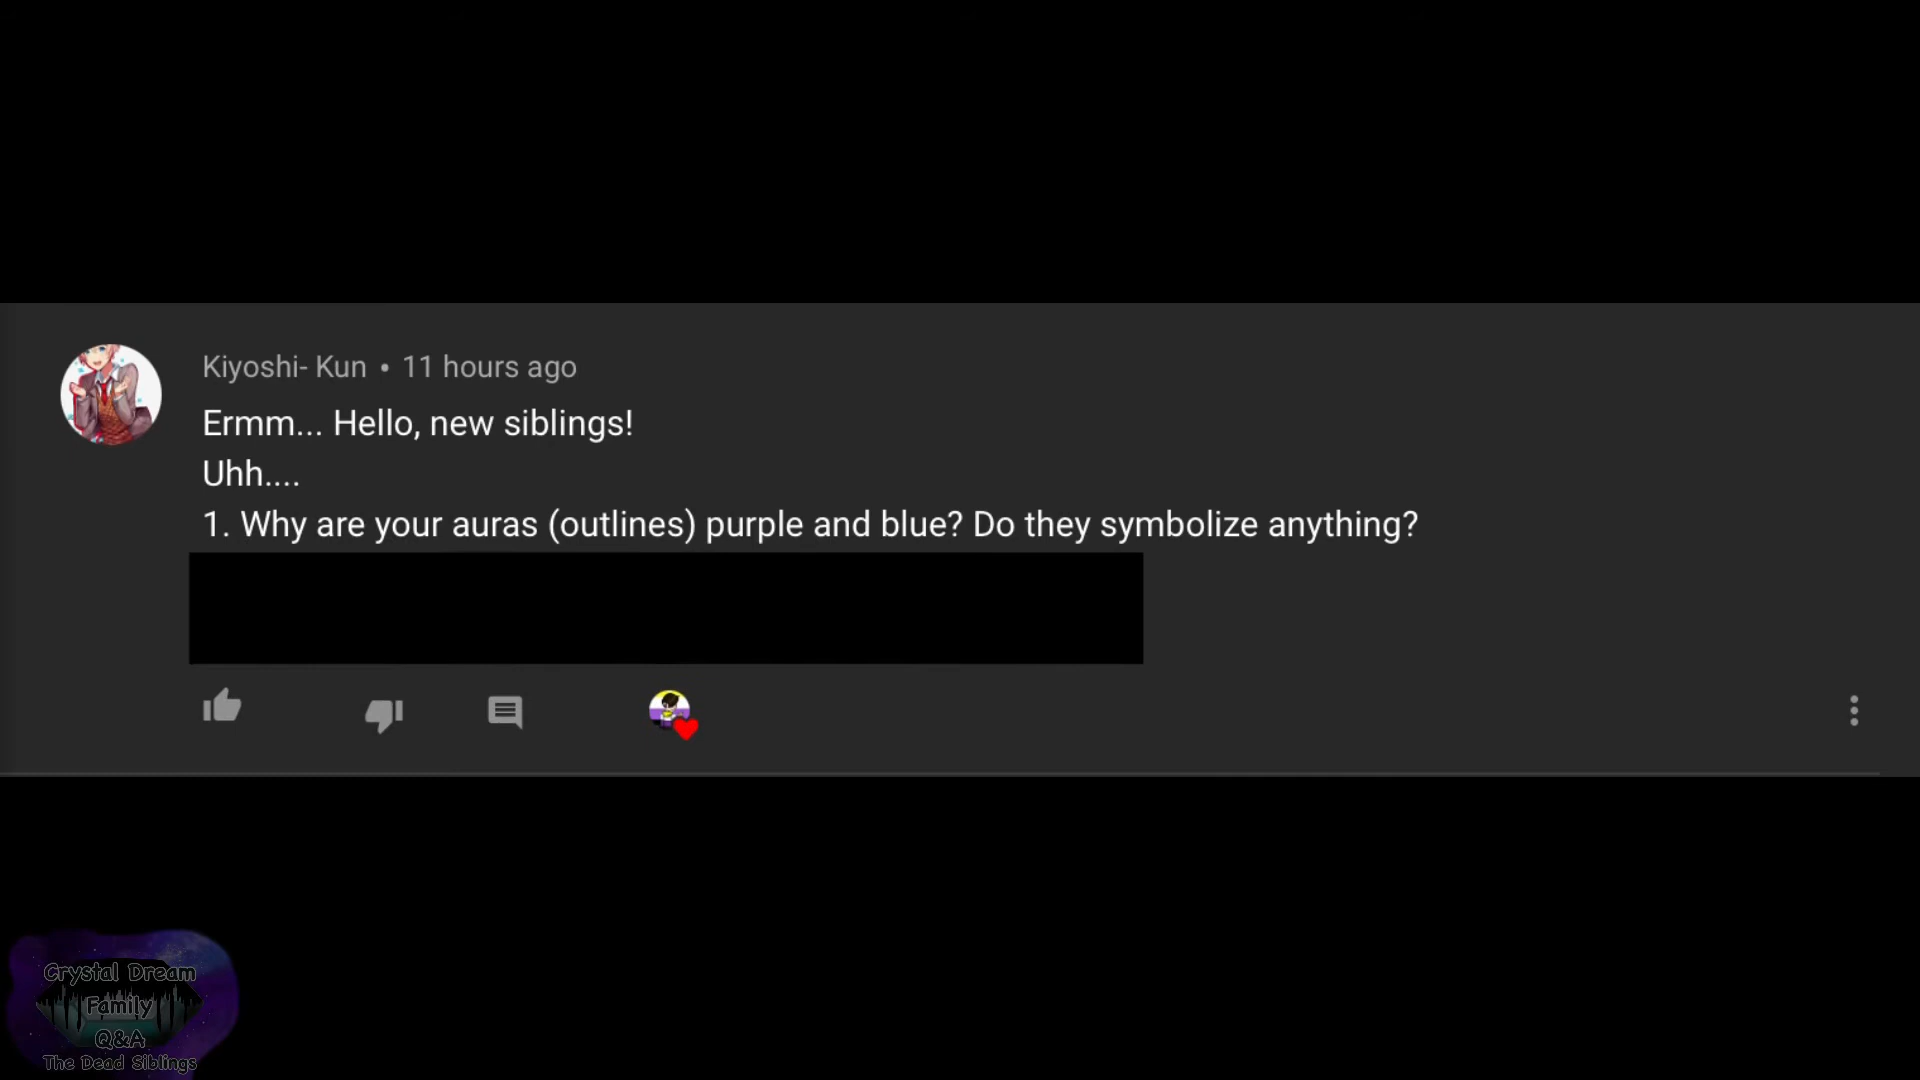 Kiyoshi- Kun • 11 hours ago
Ermm... Hello, new siblings!
Uhh....
1. Why are your auras (outlines) purple and blue? Do they symbolize anything?
Crystal Dream
Family
Q&A
The Dead Siblings